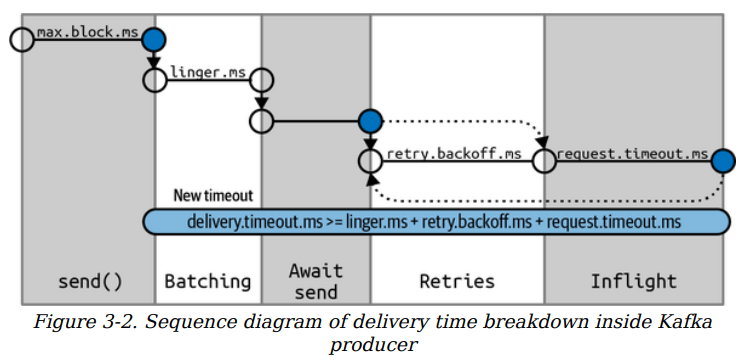 max.block.ms
linger.ms
retry.backoff.ms
request.timeout.ms
New timeout
delivery.timeout.ms >= linger.ms + retry.backoff.ms + request.timeout.ms
send()
Batching
Await
send
Retries
Inflight
Figure 3-2. Sequence diagram of delivery time breakdown inside Kafka
producer